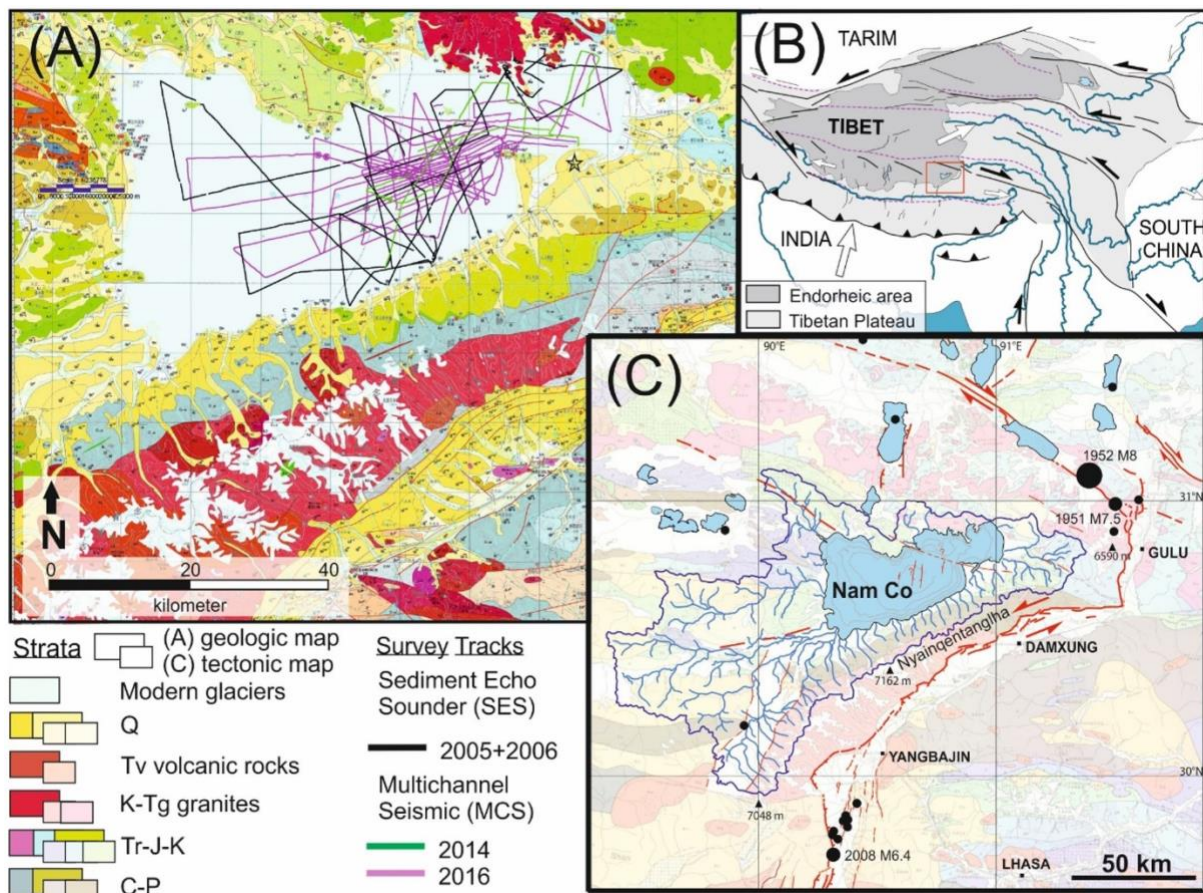 (A)
N
0 20 40
kilometer
(B)
TARIM
TIBET
INDIA
SOUTH
CHINA
Endorheic area
Tibetan Plateau
(C)
90°E
91°E
1952 M8
31°N
1951 M7.5
6590 m
GULU
Nam Co
Nyainqentanglha
DAMXUNG
7162 m
YANGBAJIN
30°N
7048 m
2008 M6.4
LHASA
50 km
Strata
(A) geologic map
(C) tectonic map
Modern glaciers
Q
Tv volcanic rocks
K-Tg granites
Tr-J-K
C-P
Survey Tracks
Sediment Echo
Sounder (SES)
2005+2006
Multichannel
Seismic (MCS)
2014
2016